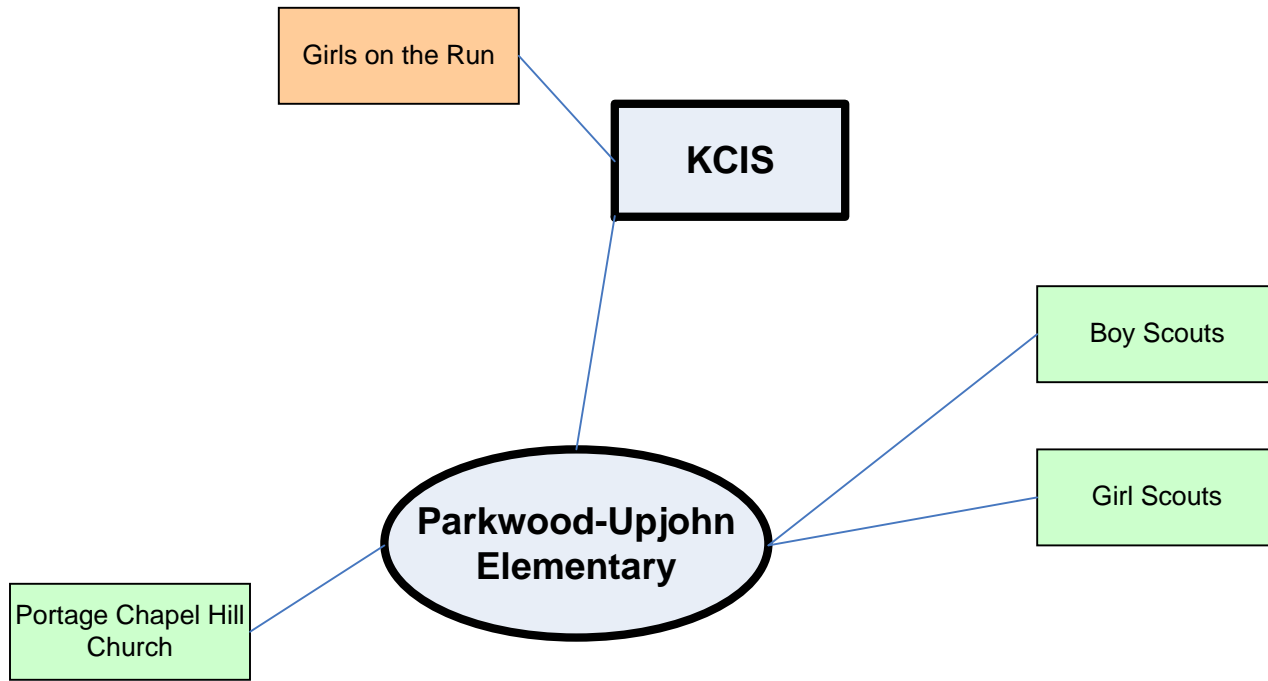 Girls on the Run
KCIS
Boy Scouts
Girl Scouts
Parkwood-Upjohn
Elementary
Portage Chapel Hill
Church